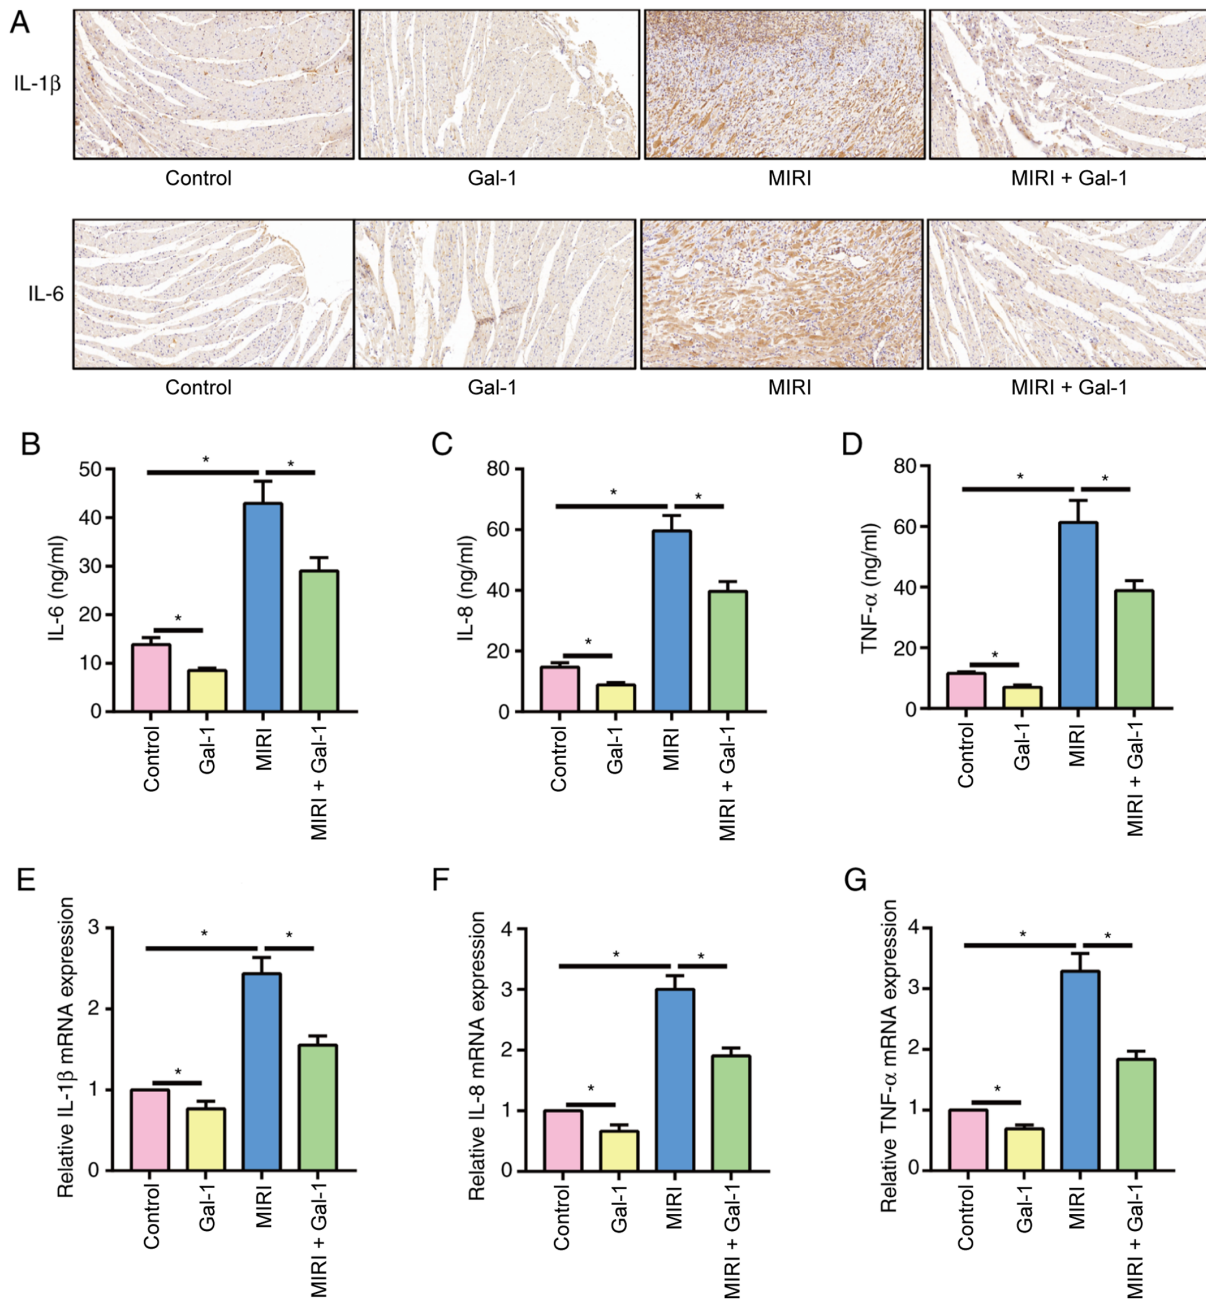 A
IL-1β
Control Gal-1 MIRI MIRI + Gal-1
IL-6
Control Gal-1 MIRI MIRI + Gal-1
B
IL-6 (ng/ml)
50
40
30
20
10
0
* * *
Control Gal-1 MIRI MIRI + Gal-1
C
IL-8 (ng/ml)
80
60
40
20
0
* * *
Control Gal-1 MIRI MIRI + Gal-1
D
TNF-α (ng/ml)
80
60
40
20
0
* * *
Control Gal-1 MIRI MIRI + Gal-1
E
Relative IL-1β mRNA expression
3
2
1
0
* * *
Control Gal-1 MIRI MIRI + Gal-1
F
Relative IL-8 mRNA expression
4
3
2
1
0
* * *
Control Gal-1 MIRI MIRI + Gal-1
G
Relative TNF-α mRNA expression
4
3
2
1
0
* * *
Control Gal-1 MIRI MIRI + Gal-1